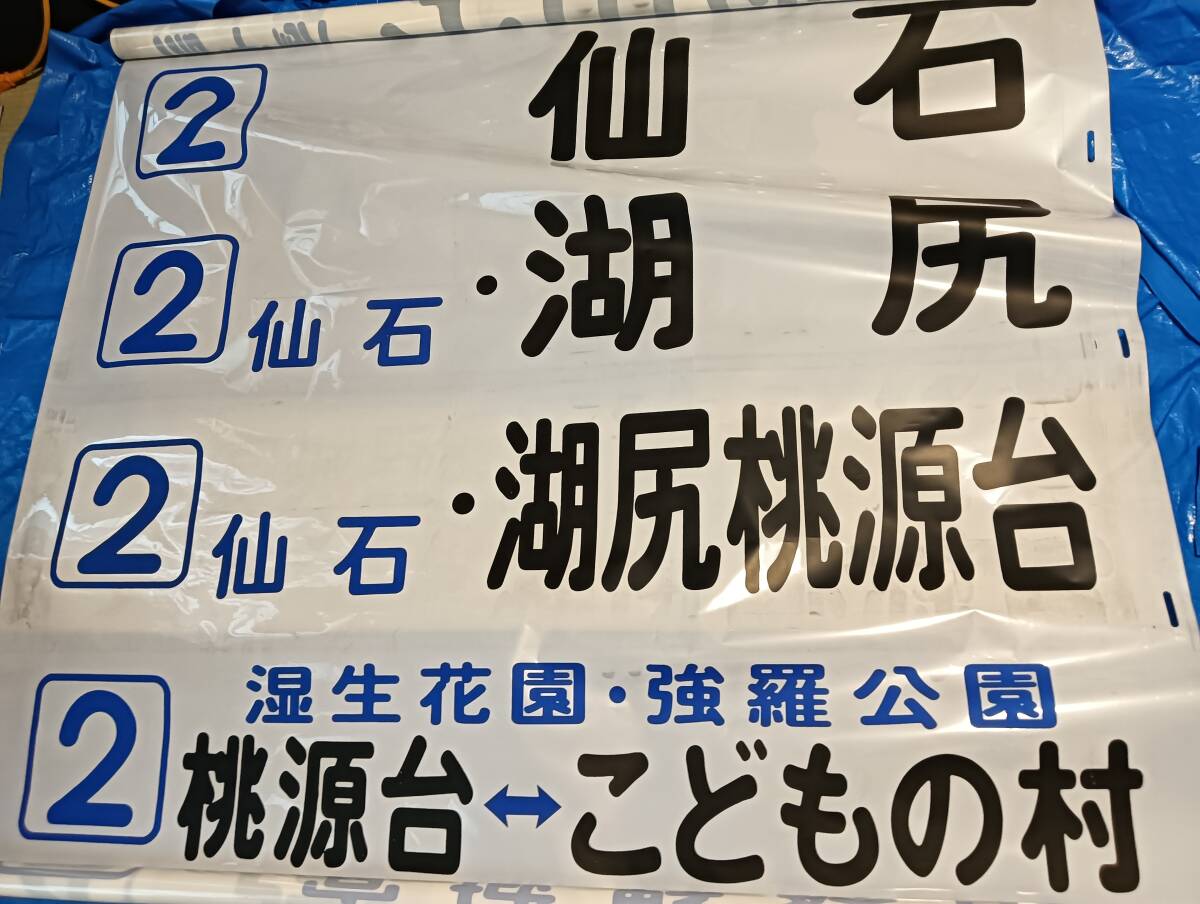 2 仙石
2 仙石・湖尻
2 仙石・湖尻桃源台
2 湿生花園・強羅公園
桃源台↔こどもの村